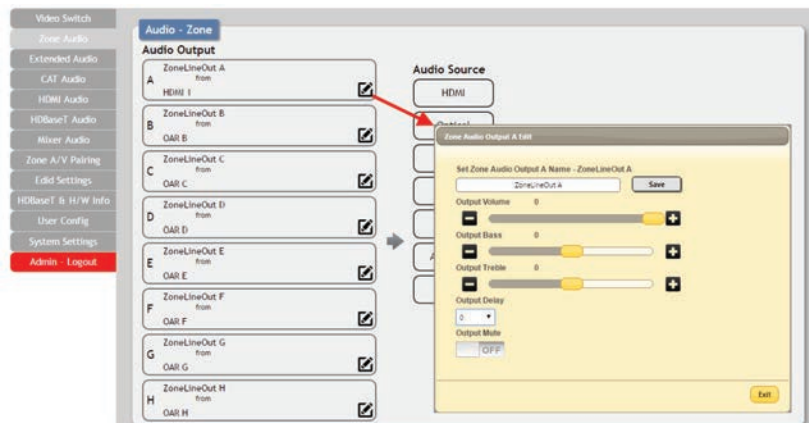 Video Switch
Zone Audio
Extended Audio
CAT Audio
HDMI Audio
HDBaseT Audio
Mixer Audio
Zone A/V Pairing
Edid Settings
HDBaseT & H/W Info
User Config
System Settings
Admin - Logout
Audio - Zone
Audio Output
A
ZoneLineOut A
from
HDMI 1
B
ZoneLineOut B
from
OAR B
C
ZoneLineOut C
from
OAR C
D
ZoneLineOut D
from
OAR D
E
ZoneLineOut E
from
OAR E
F
ZoneLineOut F
from
OAR F
G
ZoneLineOut G
from
OAR G
H
ZoneLineOut H
from
OAR H
Audio Source
HDMI
Optical
A
Zone Audio Output A Edit
Set Zone Audio Output A Name - ZoneLineOut A
ZoneLineOut A
Save
Output Volume 0
Output Bass 0
Output Treble 0
Output Delay
0
Output Mute
OFF
Exit